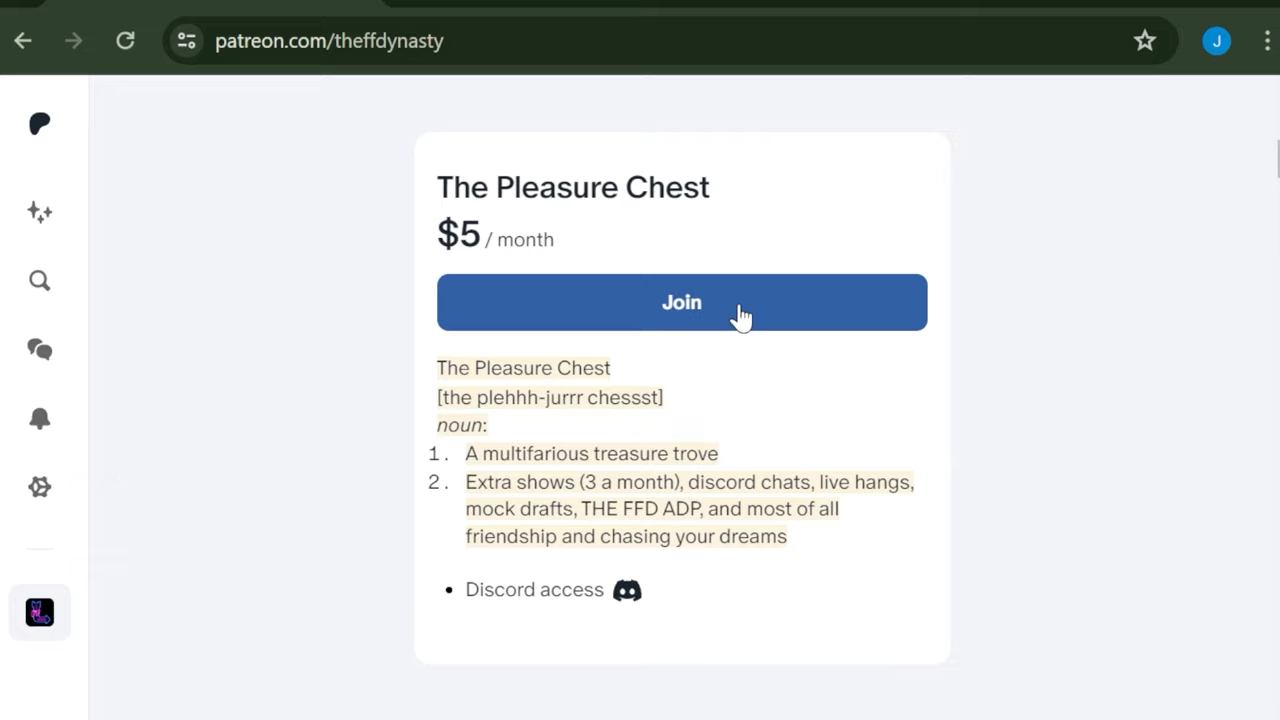 patreon.com/theffdynasty
J
The Pleasure Chest
$5 / month
Join
The Pleasure Chest
[the plehhh-jurrr chessst]
noun:
1. A multifarious treasure trove
2. Extra shows (3 a month), discord chats, live hangs,
mock drafts, THE FFD ADP, and most of all
friendship and chasing your dreams
• Discord access